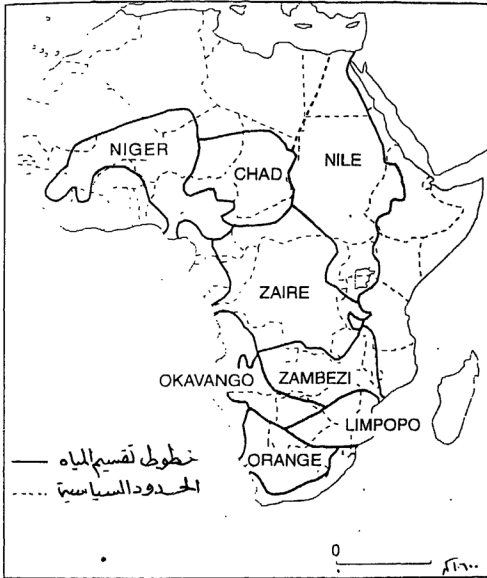 NIGER
CHAD
NILE
ZAIRE
OKAVANGO
ZAMBEZI
LIMPOPO
ORANGE
خطوط تقسيم المياه
الحدود السياسية
0